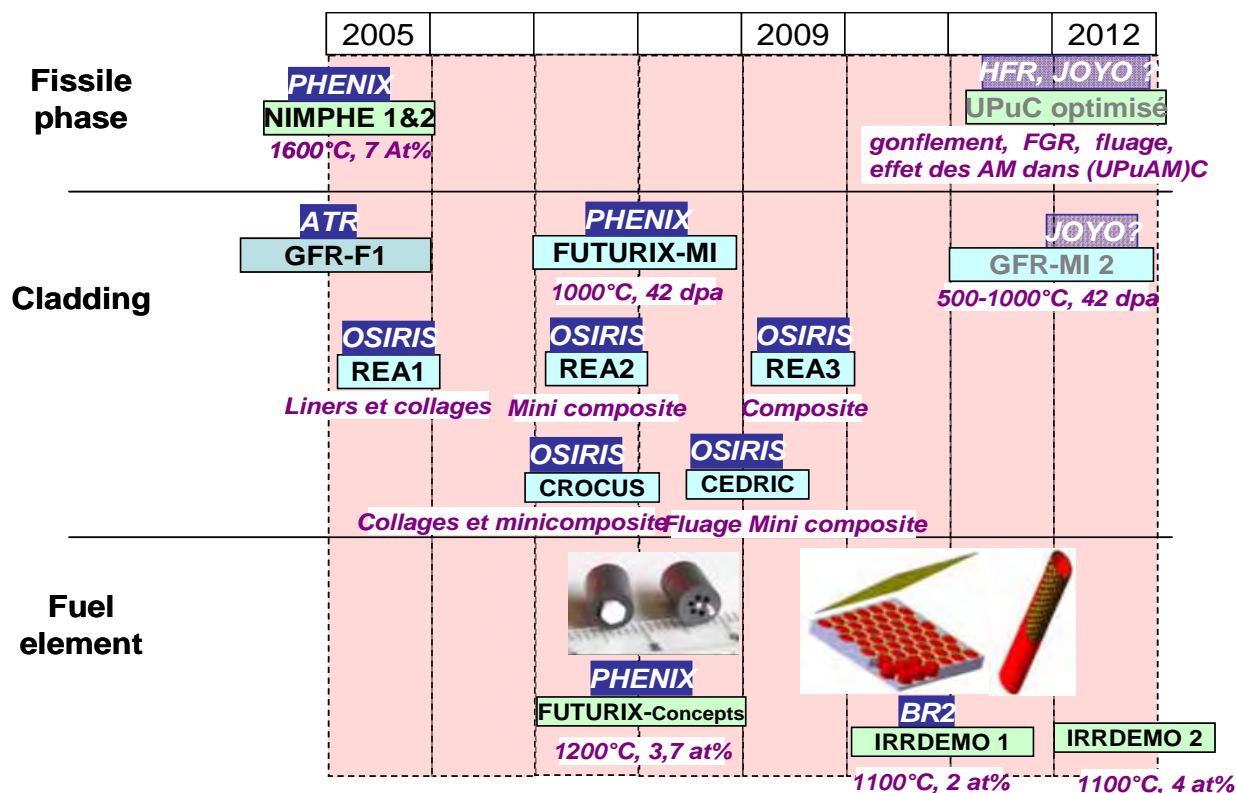 2005 2009 2012
Fissile
phase
PHENIX
NIMPHE 1&2
1600°C, 7 At%
HFR, JOYO ?
UPuC optimisé
gonflement, FGR, fluage,
effet des AM dans (UPuAM)C
Cladding
ATR
GFR-F1
PHENIX
FUTURIX-MI
1000°C, 42 dpa
JOYO?
GFR-MI 2
500-1000°C, 42 dpa
OSIRIS
REA1
Liners et collages
OSIRIS
REA2
Mini composite
OSIRIS
REA3
Composite
OSIRIS
CROCUS
Collages et minicomposite
OSIRIS
CEDRIC
Fluage Mini composite
Fuel
element
PHENIX
FUTURIX-Concepts
1200°C, 3,7 at%
BR2
IRRDEMO 1
1100°C, 2 at%
IRRDEMO 2
1100°C, 4 at%